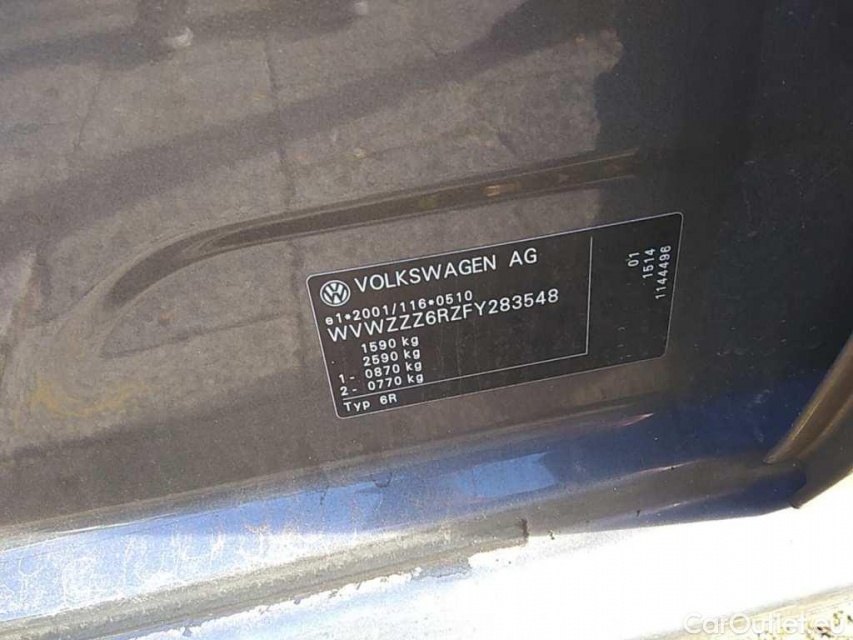 VOLKSWAGEN AG
e1*2001/116*0510
WVWZZZ6RZFY283548
1590 kg
2590 kg
1- 0870 kg
2- 0770 kg
Typ 6R
01
1514
1144496
CarOutlet.eu